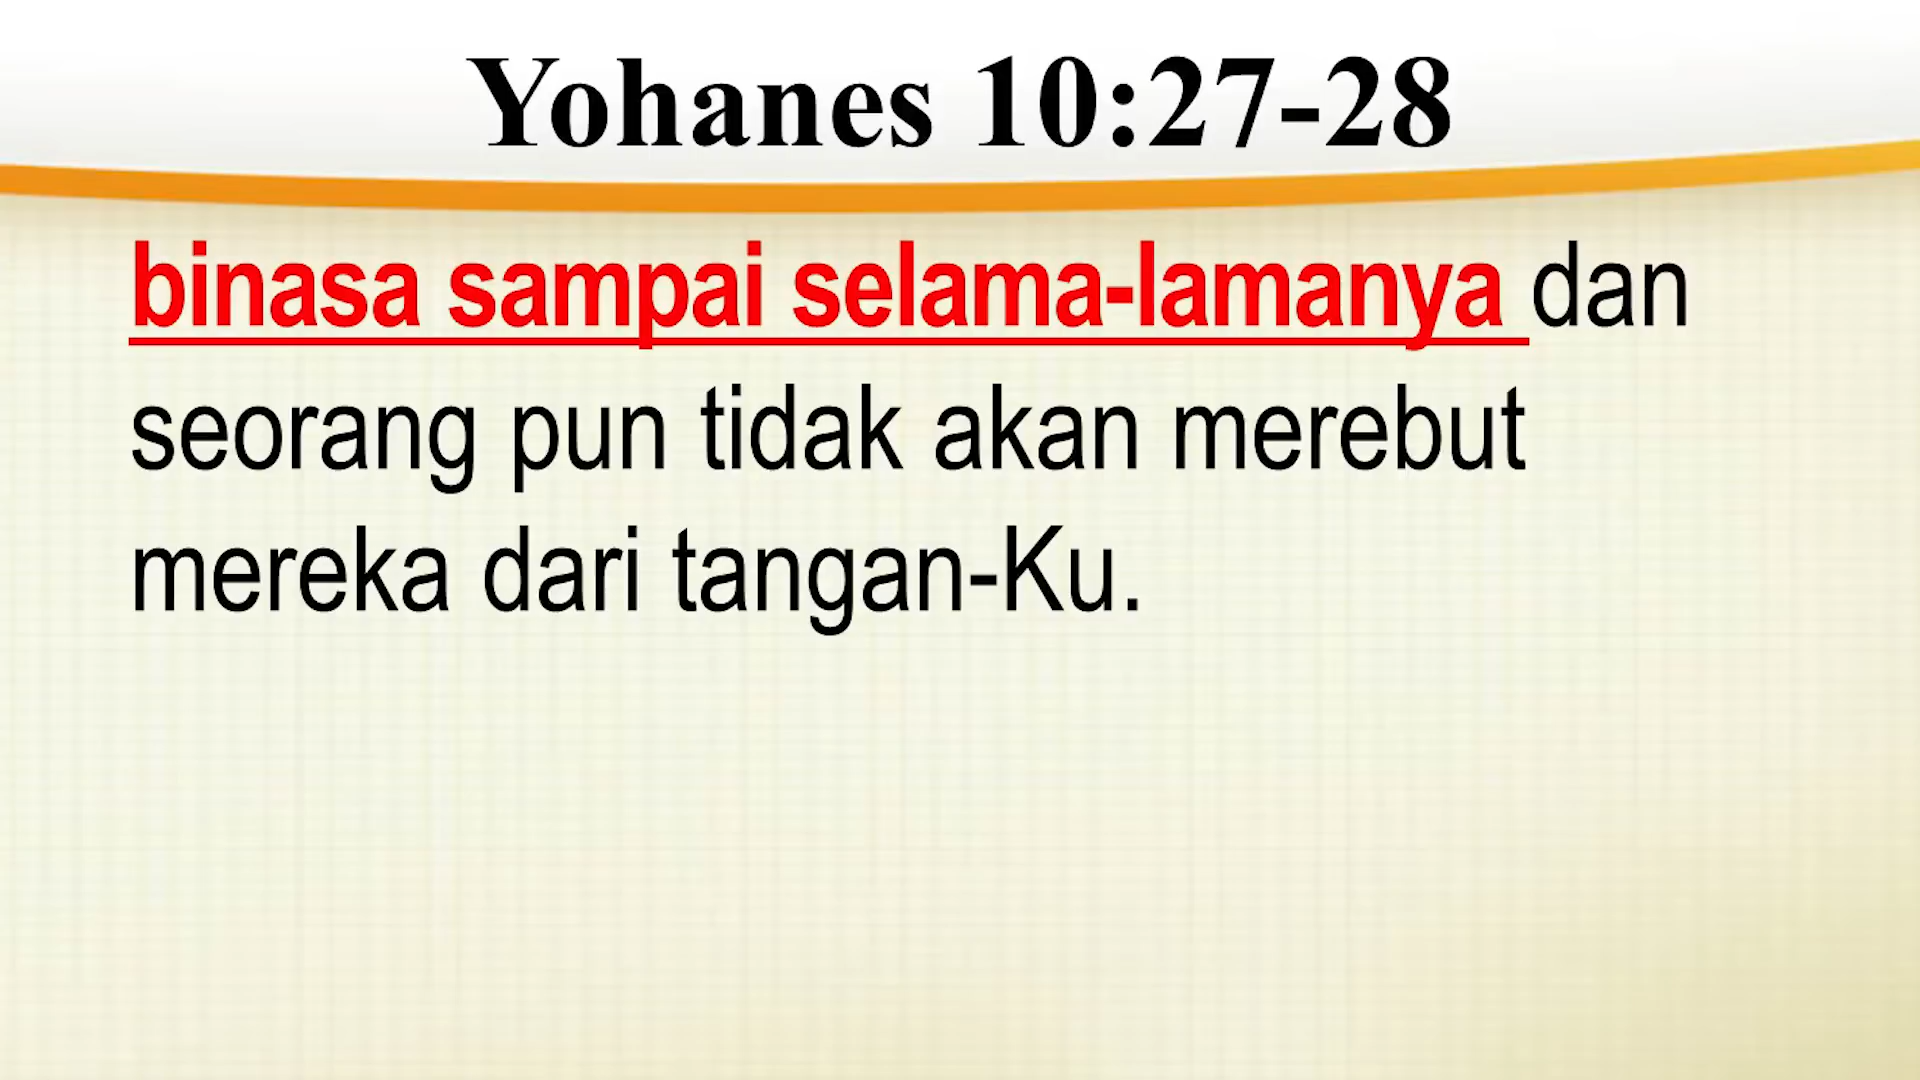 Yohanes 10:27-28
binasa sampai selama-lamanya dan
seorang pun tidak akan merebut
mereka dari tangan-Ku.